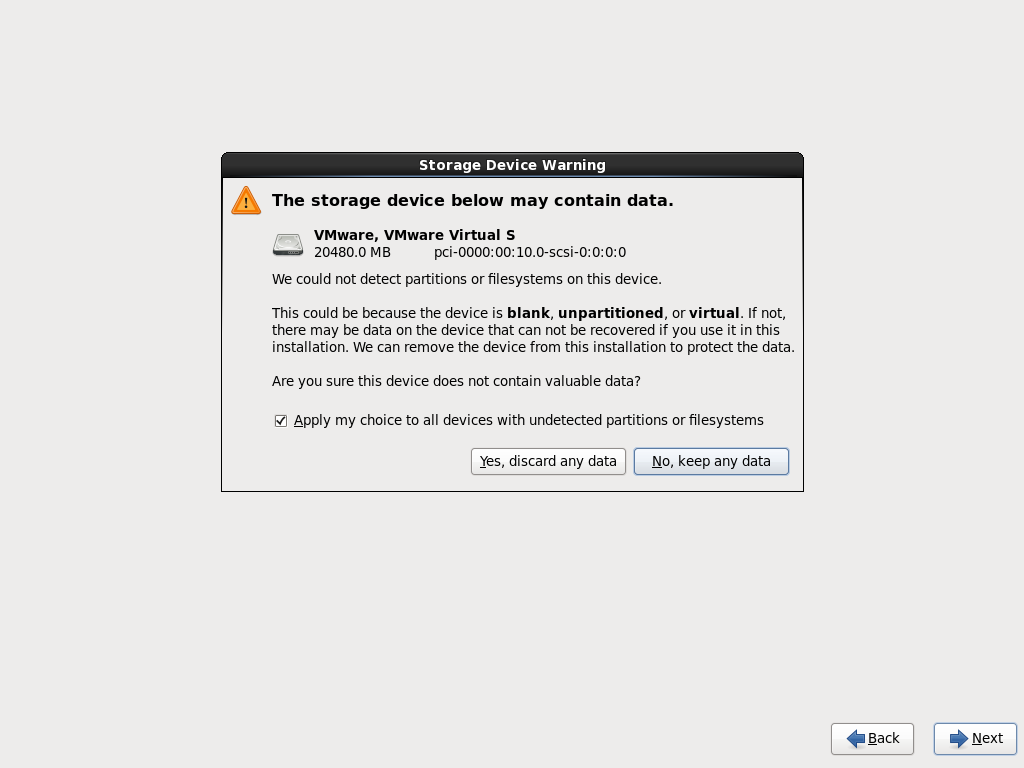 Storage Device Warning
The storage device below may contain data.
VMware, VMware Virtual S
20480.0 MB pci-0000:00:10.0-scsi-0:0:0:0
We could not detect partitions or filesystems on this device.
This could be because the device is blank, unpartitioned, or virtual. If not,
there may be data on the device that can not be recovered if you use it in this
installation. We can remove the device from this installation to protect the data.
Are you sure this device does not contain valuable data?
Apply my choice to all devices with undetected partitions or filesystems
Yes, discard any data No, keep any data
Back Next